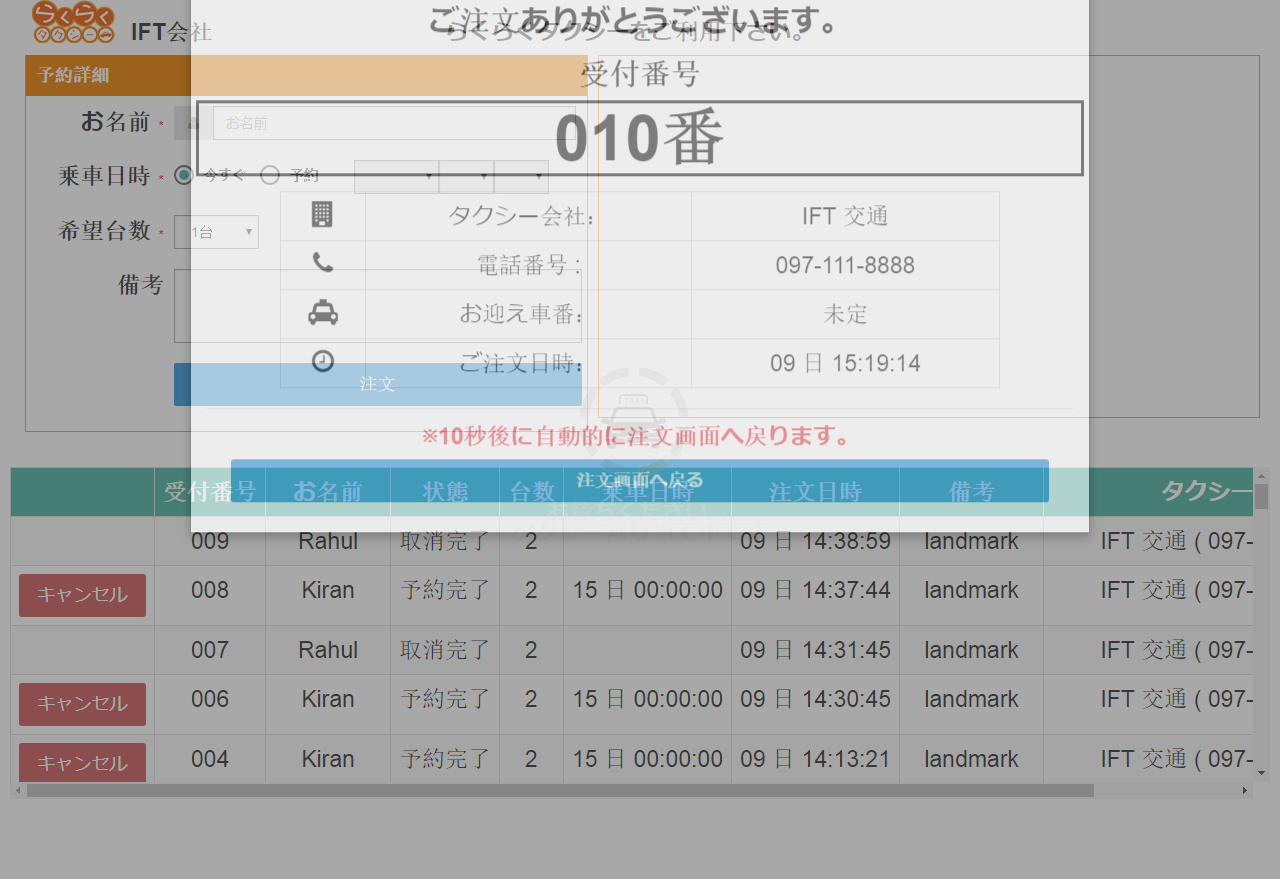 らくらく
タクシー
IFT会社
ご注文ありがとうございます。
らくらくタクシーをご利用下さい。
予約詳細
受付番号
お名前 *
お名前
010番
乗車日時 *
今すぐ
予約
希望台数 *
1台
備考
タクシー会社:
IFT 交通
電話番号 :
097-111-8888
お迎え車番:
未定
ご注文日時:
09 日 15:19:14
注文
TAXI
※10秒後に自動的に注文画面へ戻ります。
注文画面へ戻る
お待ちください
受付番号 お名前 状態 台数 乗車日時 注文日時 備考 タクシー
009 Rahul 取消完了 2 09 日 14:38:59 landmark IFT 交通 ( 097-
キャンセル 008 Kiran 予約完了 2 15 日 00:00:00 09 日 14:37:44 landmark IFT 交通 ( 097-
007 Rahul 取消完了 2 09 日 14:31:45 landmark IFT 交通 ( 097-
キャンセル 006 Kiran 予約完了 2 15 日 00:00:00 09 日 14:30:45 landmark IFT 交通 ( 097-
キャンセル 004 Kiran 予約完了 2 15 日 00:00:00 09 日 14:13:21 landmark IFT 交通 ( 097-